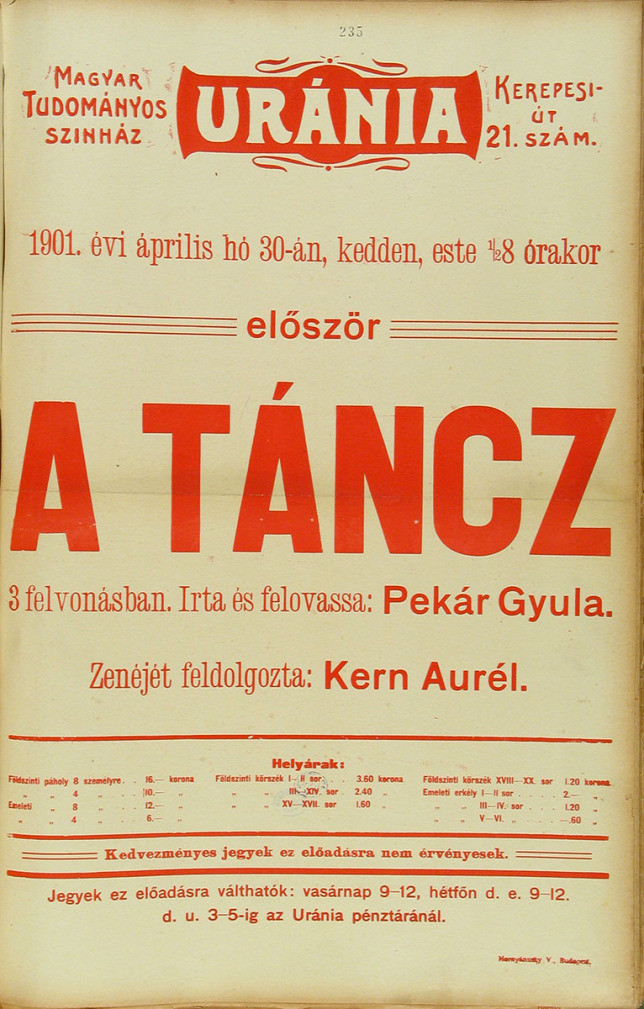 235
MAGYAR
TUDOMÁNYOS
SZINHÁZ
URÁNIA
KEREPESI-
ÚT
21. SZÁM.
1901. évi április hó 30-án, kedden, este ½8 órakor
először
A TÁNCZ
3 felvonásban. Irta és felovassa: Pekár Gyula.
Zenéjét feldolgozta: Kern Aurél.
Helyárak:
Földszinti páholy 8 személyre . . 16.— korona
„ „ 4 „ |10.— „
Emeleti „ 8 „ 12.— „
„ „ 4 „ 6.— „
Földszinti körszék I—II sor . . . 3.60 korona
„ „ III—XIV. sor . 2.40 „
„ „ XV—XVII. sor 1.60 „
Földszinti körszék XVIII—XX. sor 1.20 korona
Emeleti erkély I—II sor . . . 2.— „
„ „ III—IV. sor . . 1.20 „
„ „ V—VI. „ . . —.60 „
Kedvezményes jegyek ez előadásra nem érvényesek.
Jegyek ez előadásra válthatók: vasárnap 9—12, hétfőn d. e. 9—12.
d. u. 3—5-ig az Uránia pénztáránál.
Hornyánszky V., Budapest.